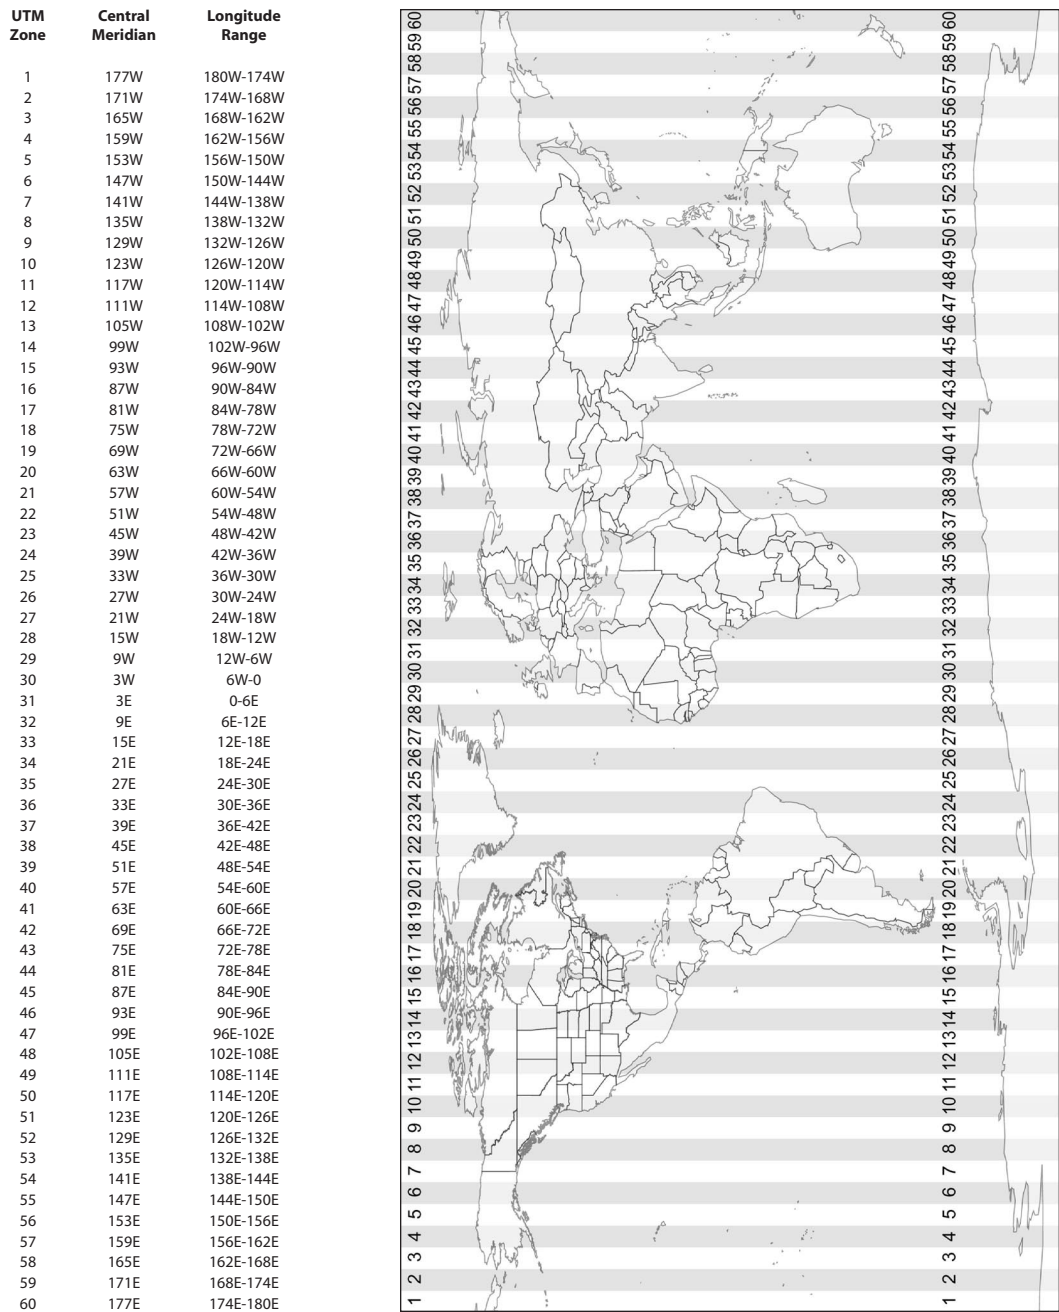 UTM Zone Central Meridian Longitude Range
1 177W 180W-174W
2 171W 174W-168W
3 165W 168W-162W
4 159W 162W-156W
5 153W 156W-150W
6 147W 150W-144W
7 141W 144W-138W
8 135W 138W-132W
9 129W 132W-126W
10 123W 126W-120W
11 117W 120W-114W
12 111W 114W-108W
13 105W 108W-102W
14 99W 102W-96W
15 93W 96W-90W
16 87W 90W-84W
17 81W 84W-78W
18 75W 78W-72W
19 69W 72W-66W
20 63W 66W-60W
21 57W 60W-54W
22 51W 54W-48W
23 45W 48W-42W
24 39W 42W-36W
25 33W 36W-30W
26 27W 30W-24W
27 21W 24W-18W
28 15W 18W-12W
29 9W 12W-6W
30 3W 6W-0
31 3E 0-6E
32 9E 6E-12E
33 15E 12E-18E
34 21E 18E-24E
35 27E 24E-30E
36 33E 30E-36E
37 39E 36E-42E
38 45E 42E-48E
39 51E 48E-54E
40 57E 54E-60E
41 63E 60E-66E
42 69E 66E-72E
43 75E 72E-78E
44 81E 78E-84E
45 87E 84E-90E
46 93E 90E-96E
47 99E 96E-102E
48 105E 102E-108E
49 111E 108E-114E
50 117E 114E-120E
51 123E 120E-126E
52 129E 126E-132E
53 135E 132E-138E
54 141E 138E-144E
55 147E 144E-150E
56 153E 150E-156E
57 159E 156E-162E
58 165E 162E-168E
59 171E 168E-174E
60 177E 174E-180E
1 2 3 4 5 6 7 8 9 10 11 12 13 14 15 16 17 18 19 20 21 22 23 24 25 26 27 28 29 30 31 32 33 34 35 36 37 38 39 40 41 42 43 44 45 46 47 48 49 50 51 52 53 54 55 56 57 58 59 60
1 2 3 4 5 6 7 8 9 10 11 12 13 14 15 16 17 18 19 20 21 22 23 24 25 26 27 28 29 30 31 32 33 34 35 36 37 38 39 40 41 42 43 44 45 46 47 48 49 50 51 52 53 54 55 56 57 58 59 60